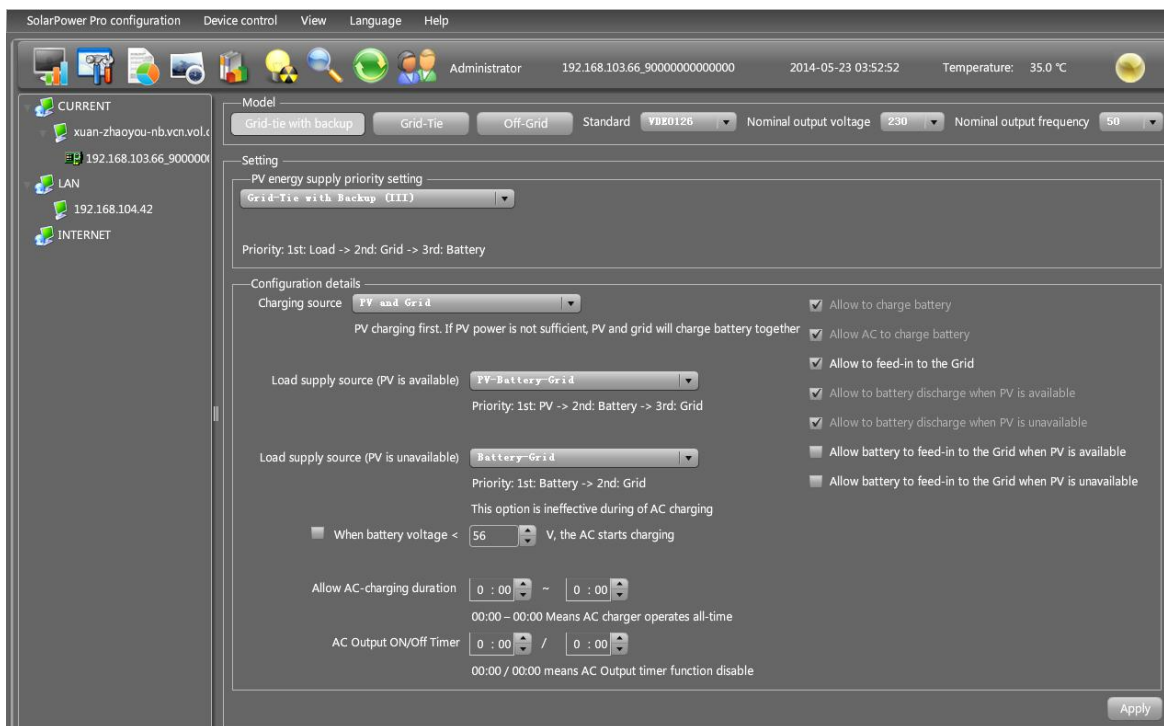 SolarPower Pro configuration Device control View Language Help
Administrator 192.168.103.66_90000000000000 2014-05-23 03:52:52 Temperature: 35.0 ℃
CURRENT
xuan-zhaoyou-nb.vcn.vol.c
192.168.103.66_9000000
LAN
192.168.104.42
INTERNET
Model
Grid-tie with backup Grid-Tie Off-Grid Standard VDE0126 Nominal output voltage 230 Nominal output frequency 50
Setting
PV energy supply priority setting
Grid-Tie with Backup (III)
Priority: 1st: Load -> 2nd: Grid -> 3rd: Battery
Configuration details
Charging source PV and Grid
PV charging first. If PV power is not sufficient, PV and grid will charge battery together
Load supply source (PV is available) PV-Battery-Grid
Priority: 1st: PV -> 2nd: Battery -> 3rd: Grid
Load supply source (PV is unavailable) Battery-Grid
Priority: 1st: Battery -> 2nd: Grid
This option is ineffective during of AC charging
When battery voltage < 56 V, the AC starts charging
Allow AC-charging duration 0 : 00 ~ 0 : 00
00:00 – 00:00 Means AC charger operates all-time
AC Output ON/Off Timer 0 : 00 / 0 : 00
00:00 / 00:00 means AC Output timer function disable
Allow to charge battery
Allow AC to charge battery
Allow to feed-in to the Grid
Allow to battery discharge when PV is available
Allow to battery discharge when PV is unavailable
Allow battery to feed-in to the Grid when PV is available
Allow battery to feed-in to the Grid when PV is unavailable
Apply